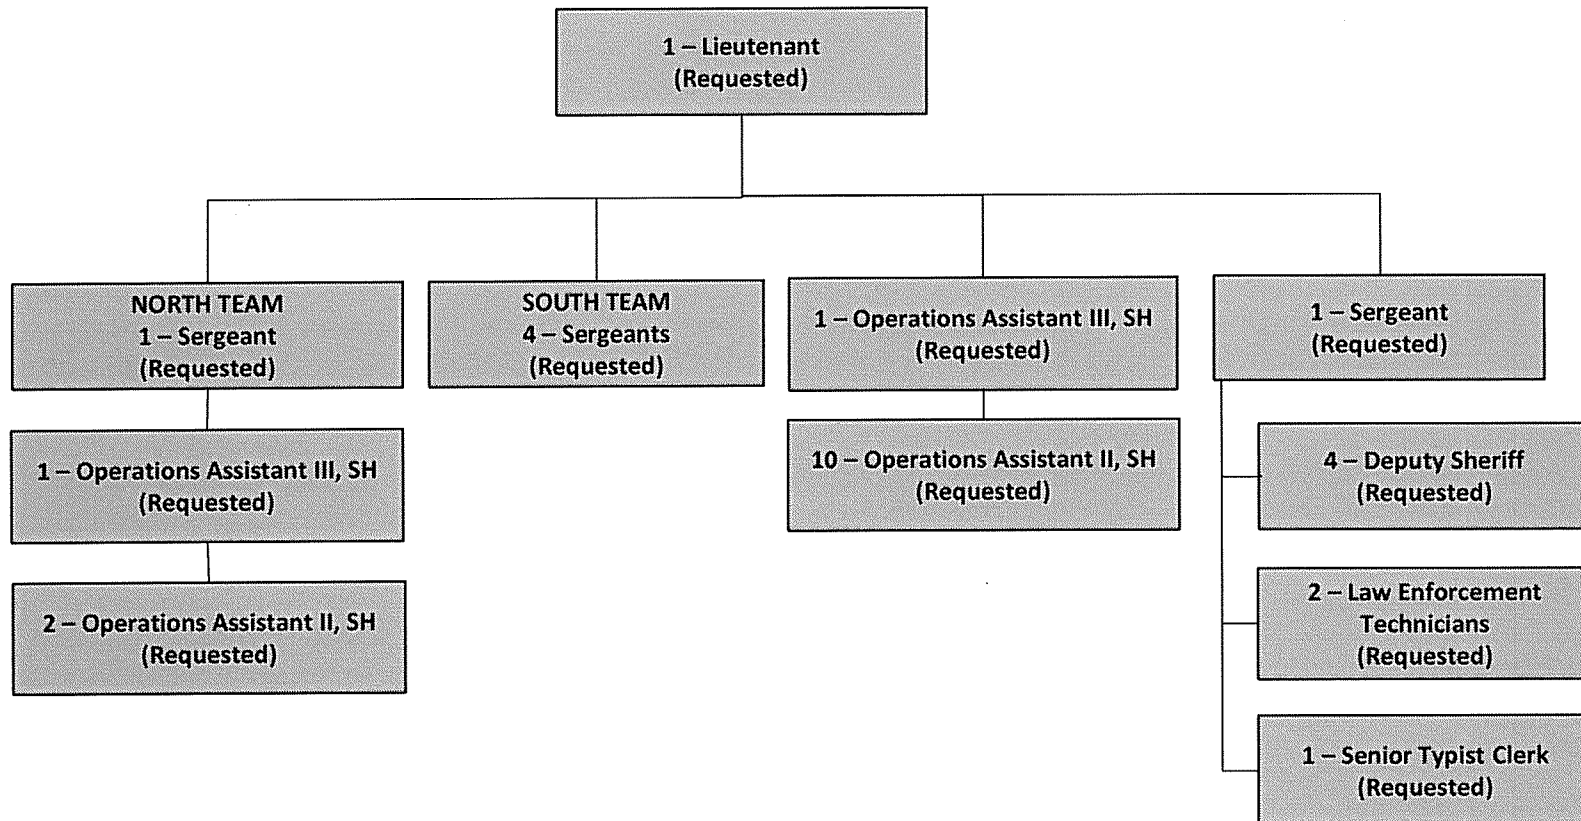 1 – Lieutenant
(Requested)
NORTH TEAM
1 – Sergeant
(Requested)
SOUTH TEAM
4 – Sergeants
(Requested)
1 – Operations Assistant III, SH
(Requested)
1 – Sergeant
(Requested)
1 – Operations Assistant III, SH
(Requested)
10 – Operations Assistant II, SH
(Requested)
4 – Deputy Sheriff
(Requested)
2 – Operations Assistant II, SH
(Requested)
2 – Law Enforcement
Technicians
(Requested)
1 – Senior Typist Clerk
(Requested)